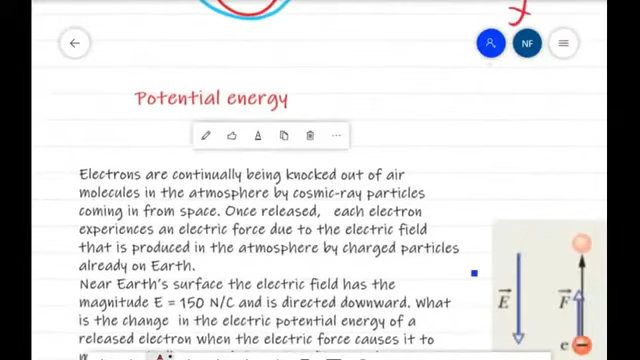 NF
Potential energy
Electrons are continually being knocked out of air
molecules in the atmosphere by cosmic-ray particles
coming in from space. Once released, each electron
experiences an electric force due to the electric field
that is produced in the atmosphere by charged particles
already on Earth.
Near Earth's surface the electric field has the
magnitude E = 150 N/C and is directed downward. What
is the change in the electric potential energy of a
released electron when the electric force causes it to
E
F
e